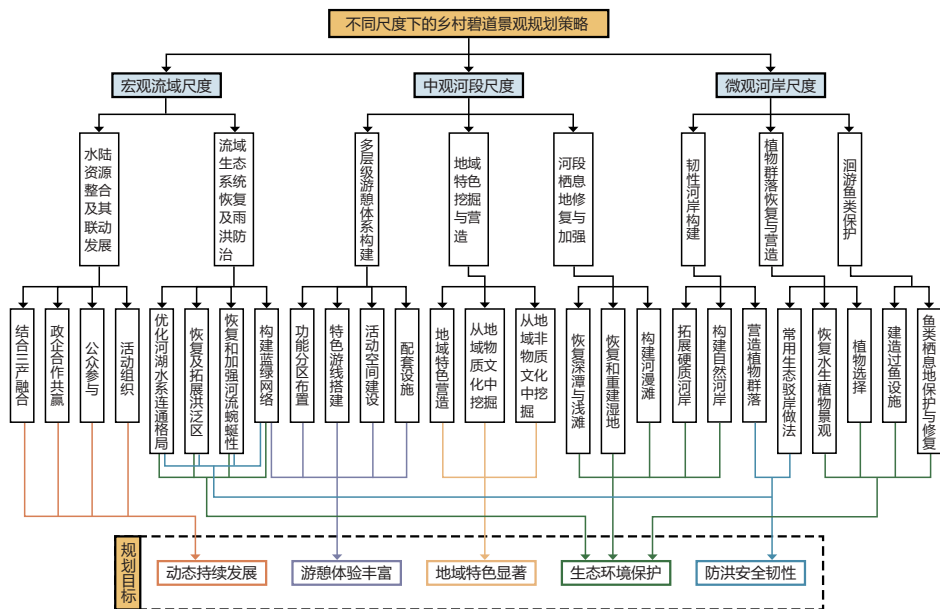 不同尺度下的乡村碧道景观规划策略
宏观流域尺度
中观河段尺度
微观河岸尺度
水陆
资源
整合
及其
联动
发展
流域
生态
系统
恢复
及雨
洪防
治
多层级游憩体系构建
地域
特色
挖掘
与营
造
河段
栖息
地修
复与
加强
韧性河岸构建
植物群落恢复与营造
洄游鱼类保护
结合三产融合
政企合作共赢
公众参与
活动组织
优化河湖水系连通格局
恢复及拓展洪泛区
恢复和加强河流蜿蜒性
构建蓝绿网络
功能分区布置
特色游线搭建
活动空间建设
配套设施
地域特色营造
从地
域物
质文
化中
挖掘
从地
域非
物质
文化
中挖
掘
恢复深潭与浅滩
恢复和重建湿地
构建河漫滩
拓展硬质河岸
构建自然河岸
营造植物群落
常用生态驳岸做法
恢复水生植物景观
植物选择
建造过鱼设施
鱼类栖息地保护与修复
规划目标
动态持续发展
游憩体验丰富
地域特色显著
生态环境保护
防洪安全韧性